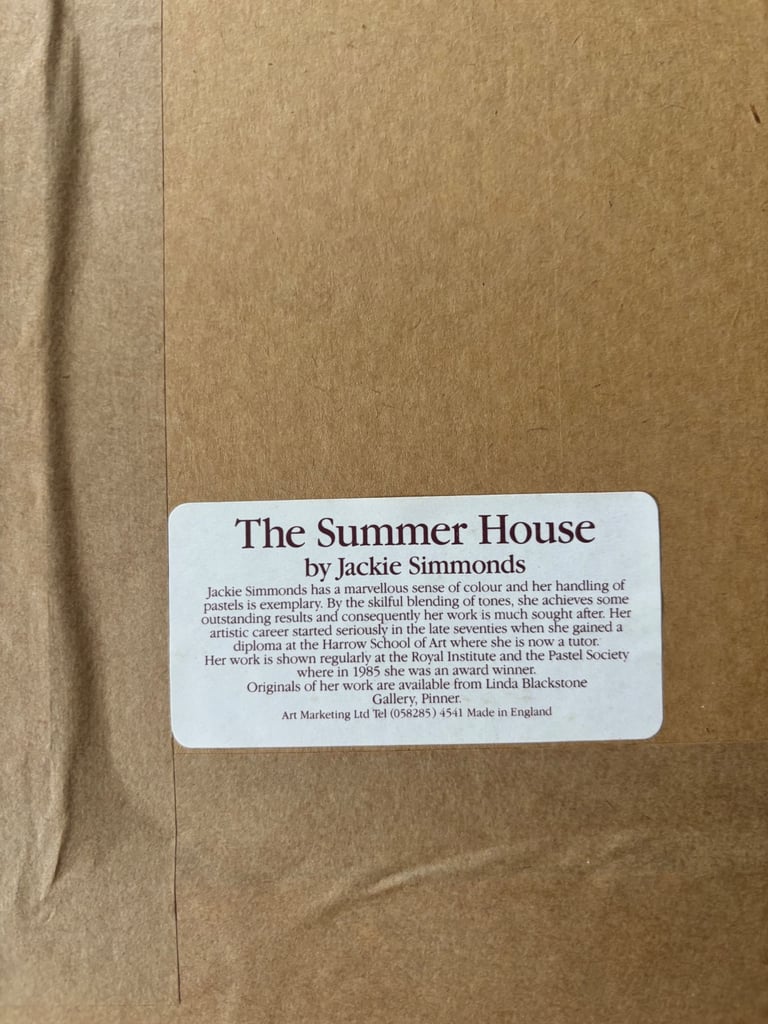 The Summer House
by Jackie Simmonds
Jackie Simmonds has a marvellous sense of colour and her handling of
pastels is exemplary. By the skilful blending of tones, she achieves some
outstanding results and consequently her work is much sought after. Her
artistic career started seriously in the late seventies when she gained a
diploma at the Harrow School of Art where she is now a tutor.
Her work is shown regularly at the Royal Institute and the Pastel Society
where in 1985 she was an award winner.
Originals of her work are available from Linda Blackstone
Gallery, Pinner.
Art Marketing Ltd Tel (058285) 4541 Made in England